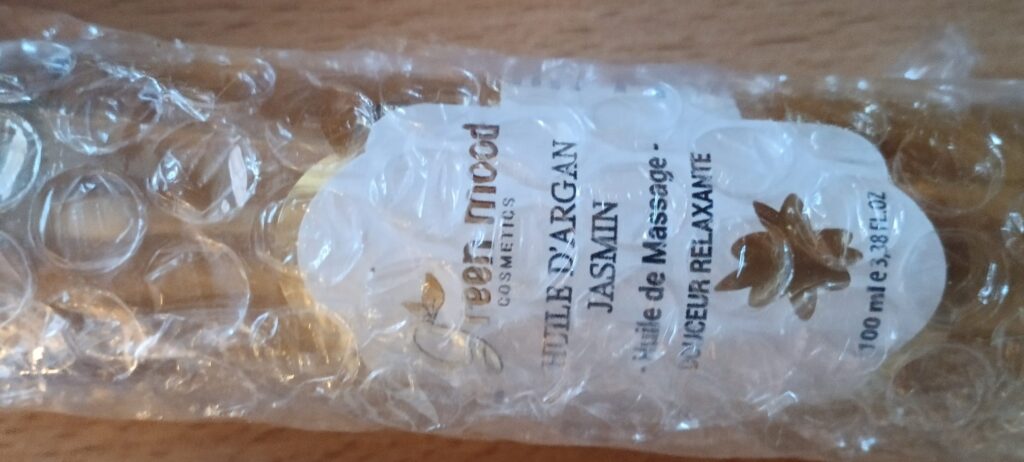 Green mood
COSMETICS
HUILE D'ARGAN
JASMIN
- Huile de Massage -
DOUCEUR RELAXANTE
100 ml e 3,38 FL.OZ